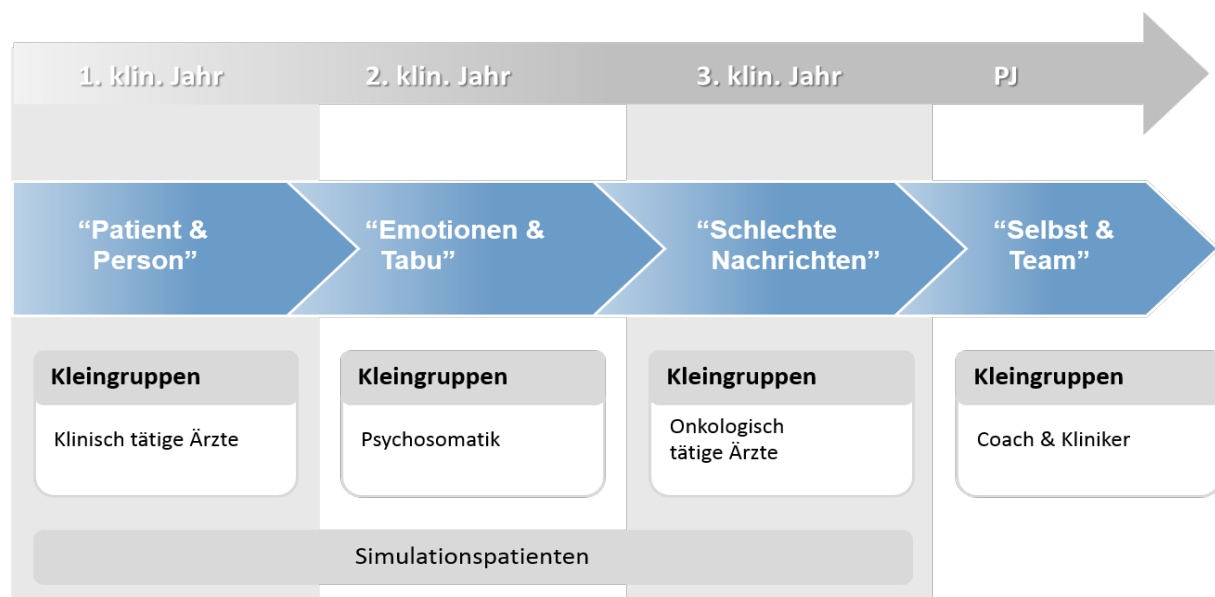 1. klin. Jahr
2. klin. Jahr
3. klin. Jahr
PJ
“Patient &
Person”
“Emotionen &
Tabu”
“Schlechte
Nachrichten”
“Selbst &
Team”
Kleingruppen
Klinisch tätige Ärzte
Kleingruppen
Psychosomatik
Kleingruppen
Onkologisch
tätige Ärzte
Kleingruppen
Coach & Kliniker
Simulationspatienten